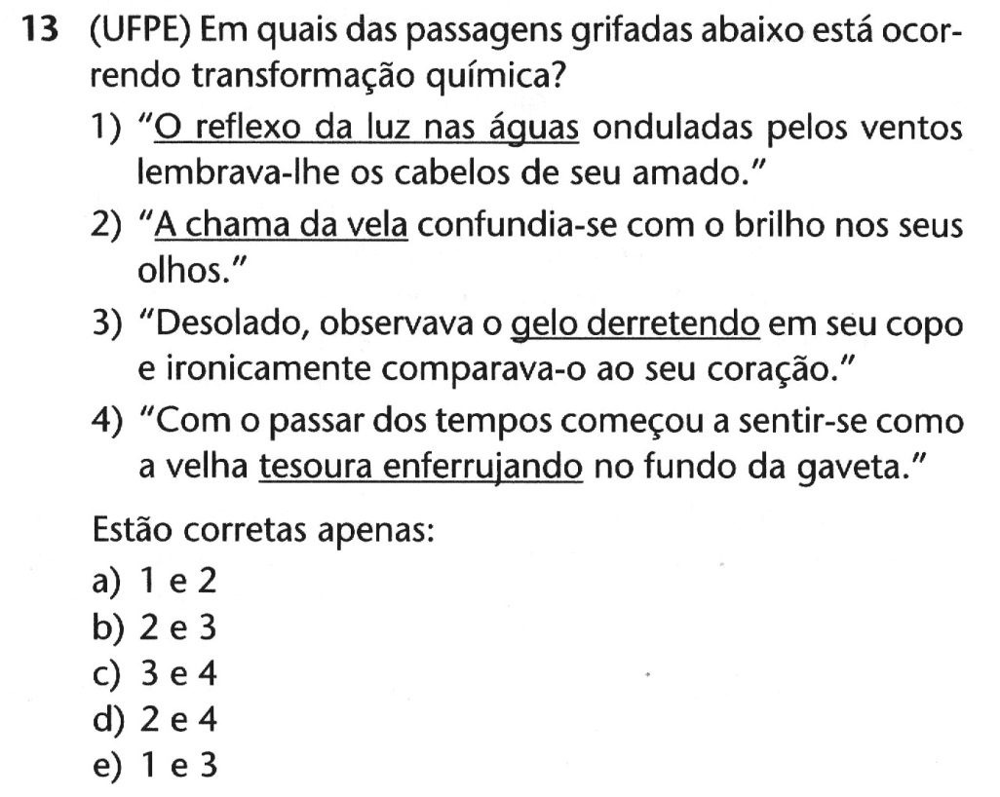 13 (UFPE) Em quais das passagens grifadas abaixo está ocor-
rendo transformação química?
1) "O reflexo da luz nas águas onduladas pelos ventos
lembrava-lhe os cabelos de seu amado."
2) "A chama da vela confundia-se com o brilho nos seus
olhos."
3) "Desolado, observava o gelo derretendo em seu copo
e ironicamente comparava-o ao seu coração."
4) "Com o passar dos tempos começou a sentir-se como
a velha tesoura enferrujando no fundo da gaveta."
Estão corretas apenas:
a) 1 e 2
b) 2 e 3
c) 3 e 4
d) 2 e 4
e) 1 e 3